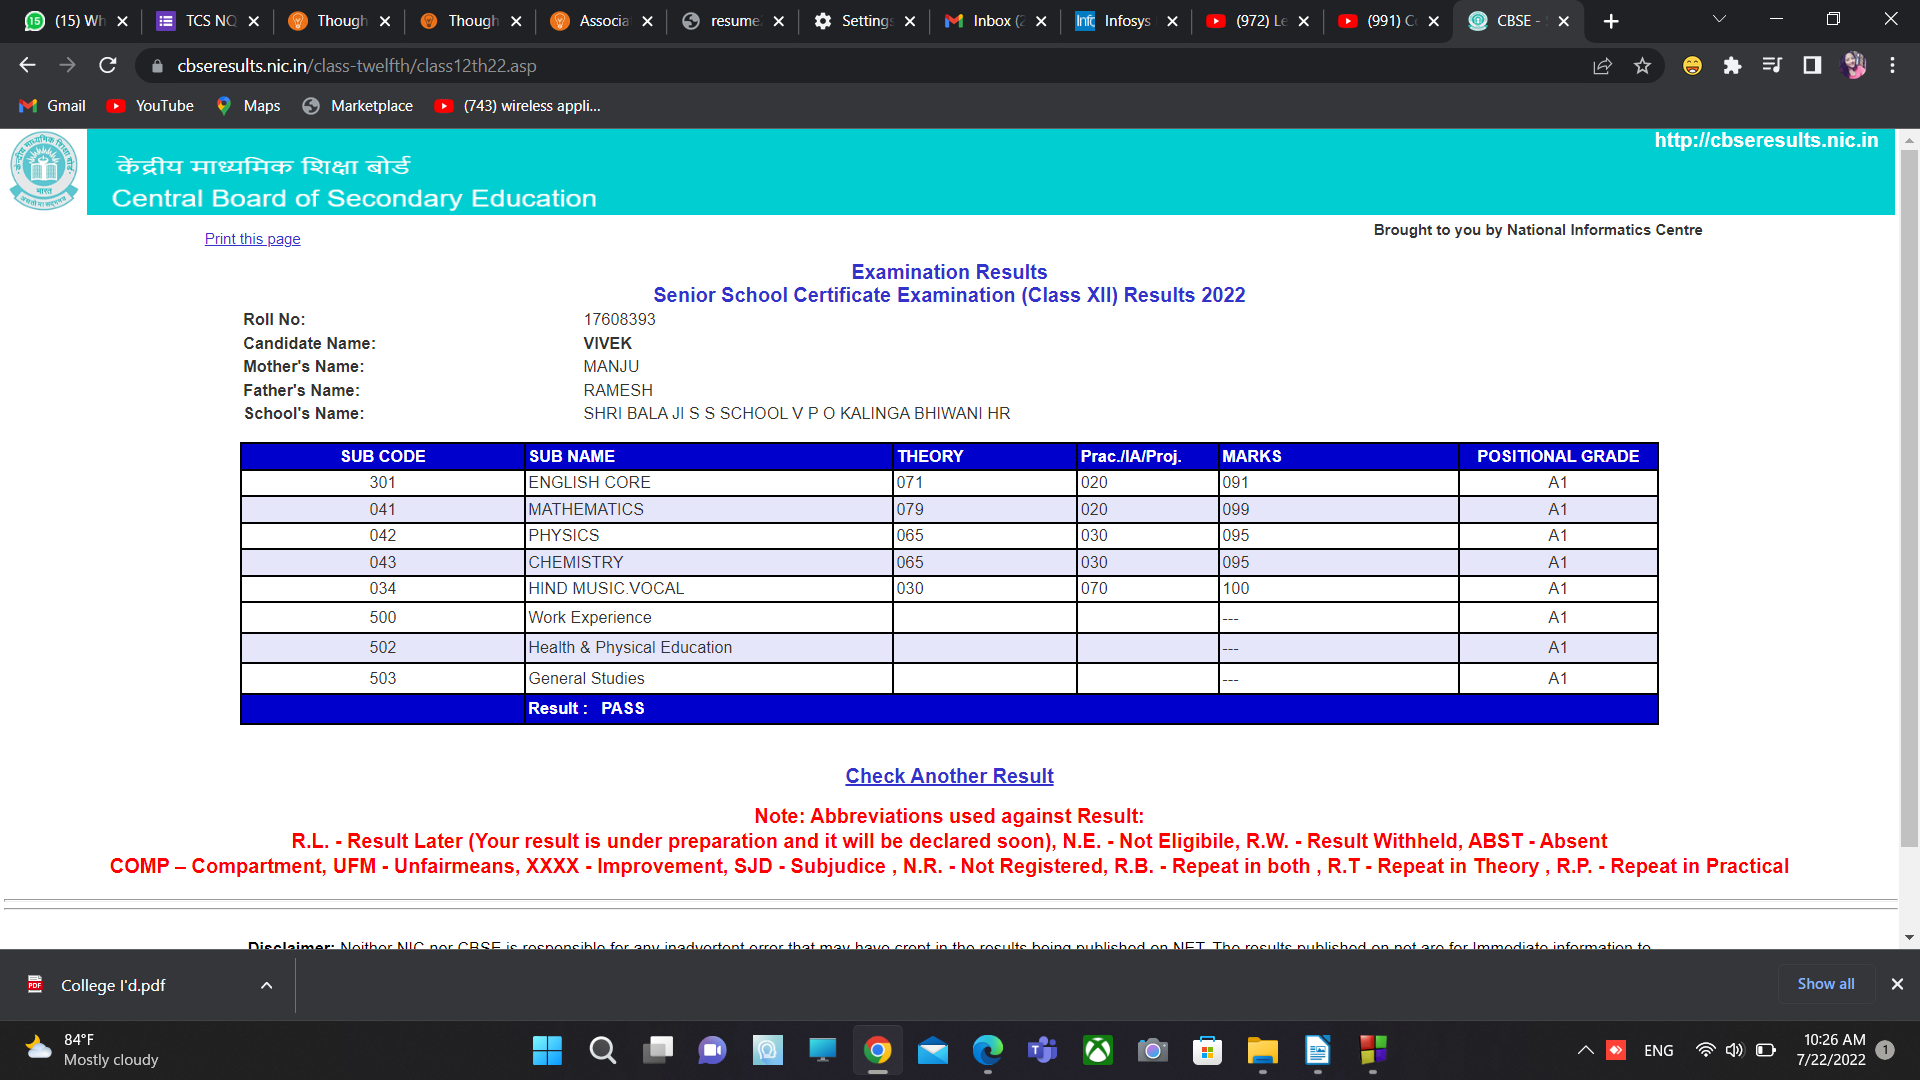 (15) Wh
TCS NQ
Though
Though
Associa
resume
Settings
Inbox (2
Infosys
(972) Le
(991) C
CBSE -
cbseresults.nic.in/class-twelfth/class12th22.asp
Gmail
YouTube
Maps
Marketplace
(743) wireless appli...
http://cbseresults.nic.in
केंद्रीय माध्यमिक शिक्षा बोर्ड
Central Board of Secondary Education
Print this page
Brought to you by National Informatics Centre
Examination Results
Senior School Certificate Examination (Class XII) Results 2022
Roll No: 17608393
Candidate Name: VIVEK
Mother's Name: MANJU
Father's Name: RAMESH
School's Name: SHRI BALA JI S S SCHOOL V P O KALINGA BHIWANI HR
SUB CODE SUB NAME THEORY Prac./IA/Proj. MARKS POSITIONAL GRADE
301 ENGLISH CORE 071 020 091 A1
041 MATHEMATICS 079 020 099 A1
042 PHYSICS 065 030 095 A1
043 CHEMISTRY 065 030 095 A1
034 HIND MUSIC.VOCAL 030 070 100 A1
500 Work Experience --- A1
502 Health & Physical Education --- A1
503 General Studies --- A1
Result : PASS
Check Another Result
Note: Abbreviations used against Result:
R.L. - Result Later (Your result is under preparation and it will be declared soon), N.E. - Not Eligibile, R.W. - Result Withheld, ABST - Absent
COMP – Compartment, UFM - Unfairmeans, XXXX - Improvement, SJD - Subjudice , N.R. - Not Registered, R.B. - Repeat in both , R.T - Repeat in Theory , R.P. - Repeat in Practical
Disclaimer: Neither NIC nor CBSE is responsible for any inadvertent error that may have crept in the results being published on NET. The results published on net are for Immediate information to
College I'd.pdf
Show all
84°F
Mostly cloudy
ENG
10:26 AM
7/22/2022
1